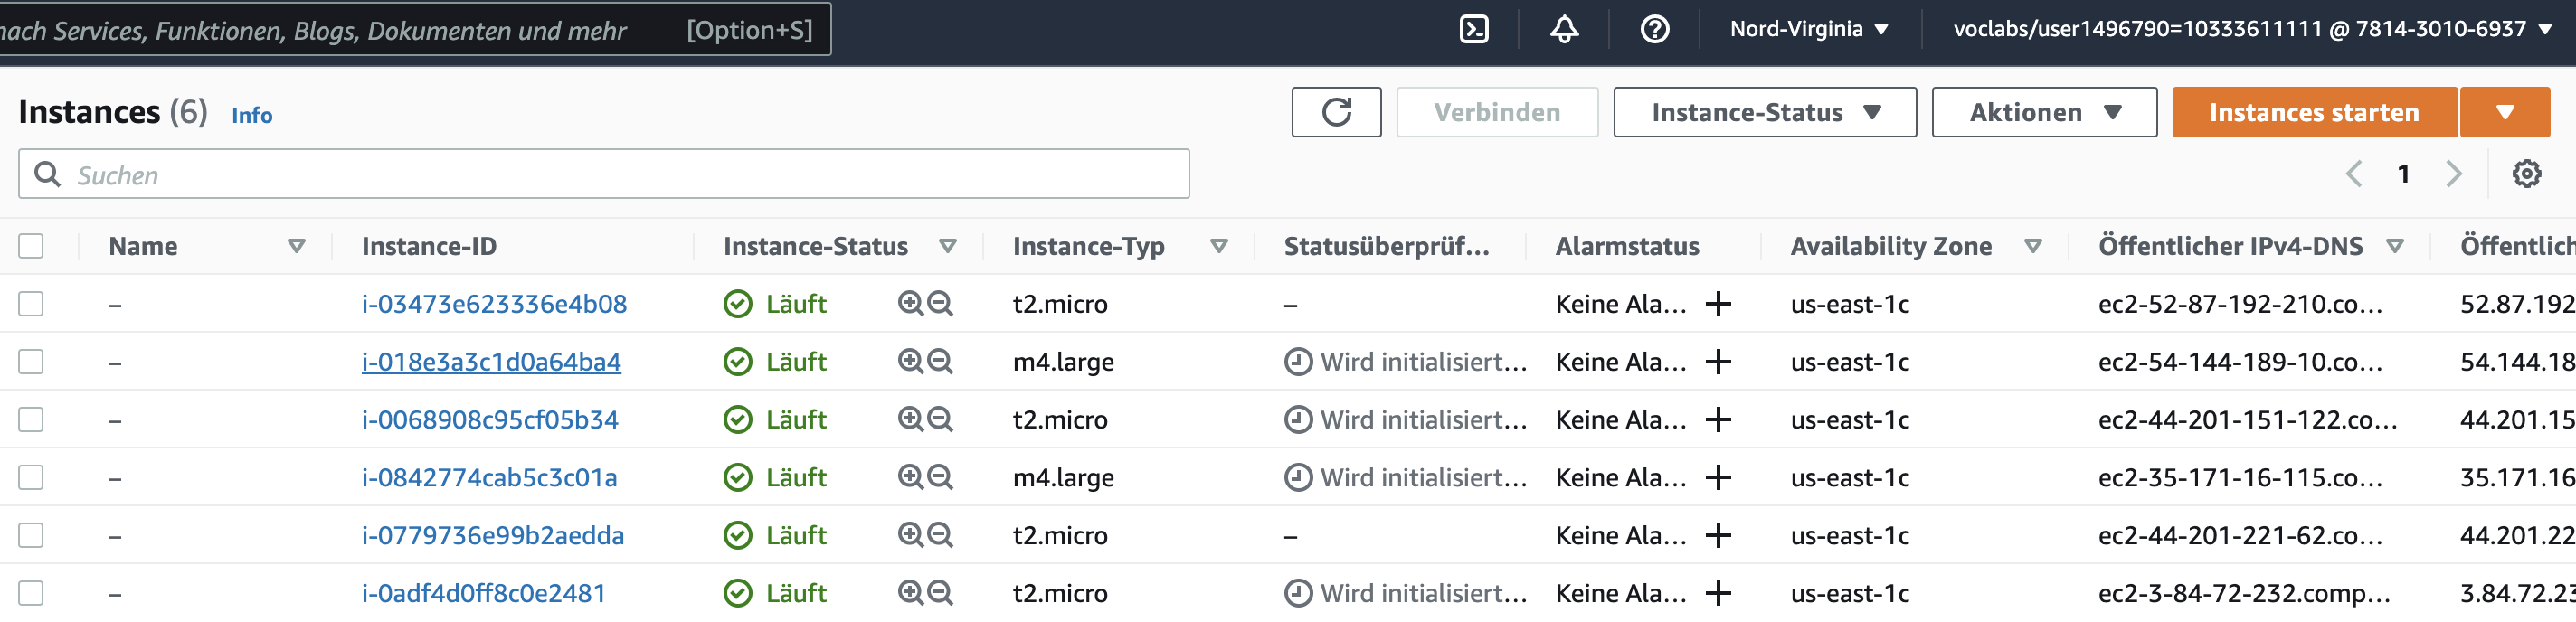 nach Services, Funktionen, Blogs, Dokumenten und mehr [Option+S] Nord-Virginia voclabs/user1496790=10333611111 @ 7814-3010-6937
Instances (6) Info Verbinden Instance-Status Aktionen Instances starten
Suchen 1
Name Instance-ID Instance-Status Instance-Typ Statusüberprüf... Alarmstatus Availability Zone Öffentlicher IPv4-DNS Öffentlich
– i-03473e623336e4b08 Läuft t2.micro – Keine Ala... us-east-1c ec2-52-87-192-210.co... 52.87.192
– i-018e3a3c1d0a64ba4 Läuft m4.large Wird initialisiert... Keine Ala... us-east-1c ec2-54-144-189-10.co... 54.144.18
– i-0068908c95cf05b34 Läuft t2.micro Wird initialisiert... Keine Ala... us-east-1c ec2-44-201-151-122.co... 44.201.15
– i-0842774cab5c3c01a Läuft m4.large Wird initialisiert... Keine Ala... us-east-1c ec2-35-171-16-115.co... 35.171.16
– i-0779736e99b2aedda Läuft t2.micro – Keine Ala... us-east-1c ec2-44-201-221-62.co... 44.201.22
– i-0adf4d0ff8c0e2481 Läuft t2.micro Wird initialisiert... Keine Ala... us-east-1c ec2-3-84-72-232.comp... 3.84.72.23